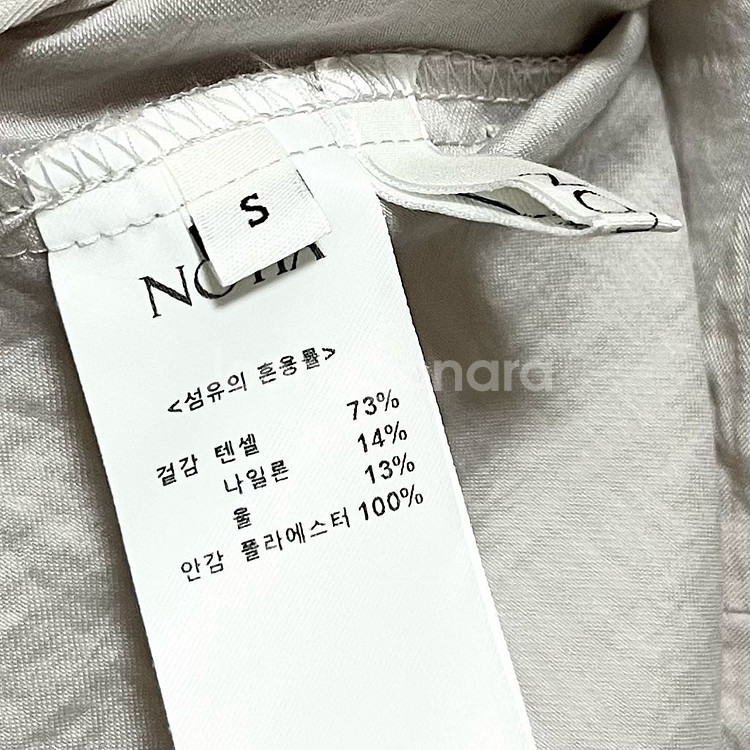 S
<섬유의 혼용률>
겉감 텐셀 73%
나일론 14%
울 13%
안감 폴리에스터 100%